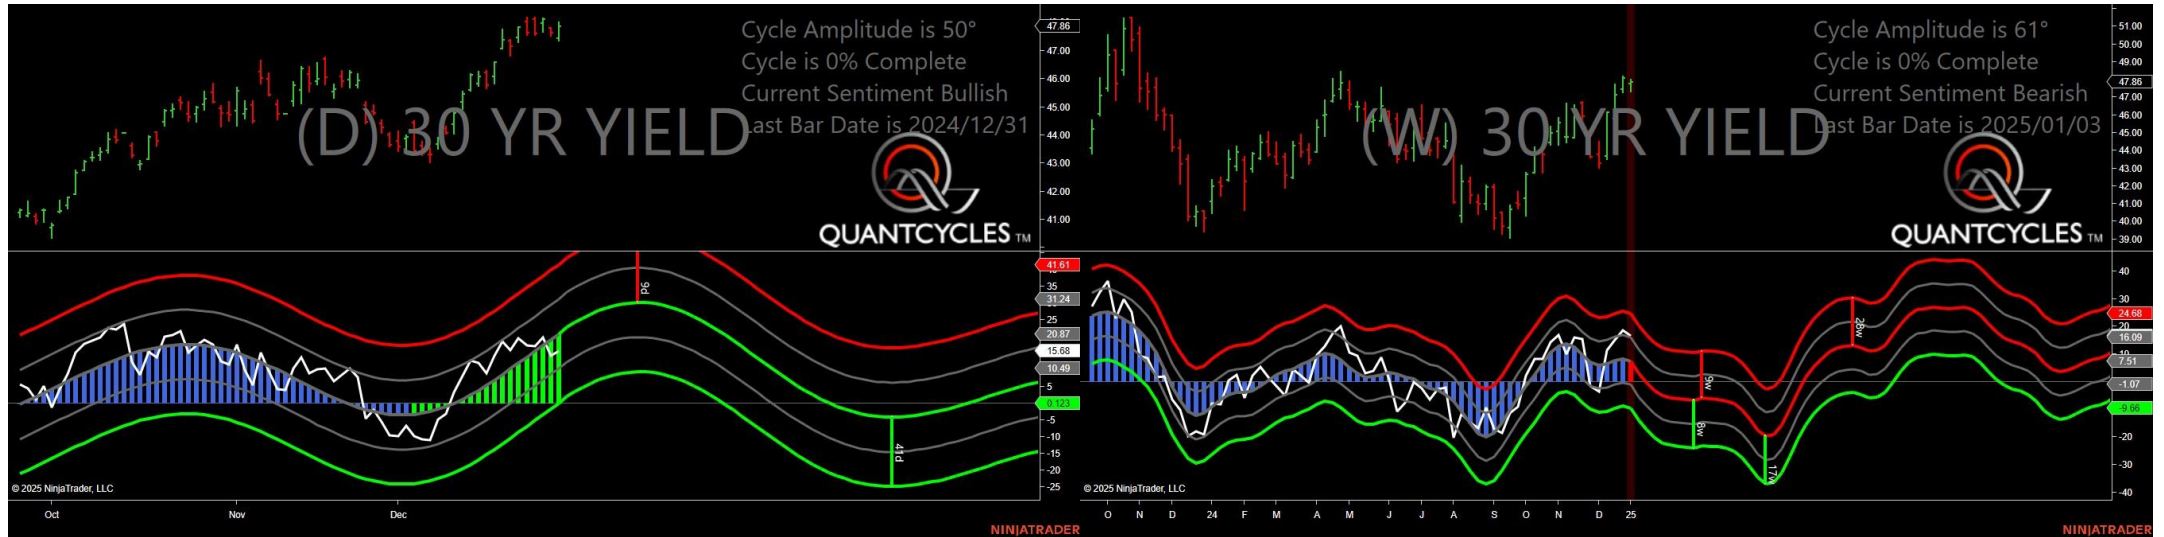 Cycle Amplitude is 50°
Cycle is 0% Complete
Current Sentiment Bullish
Last Bar Date is 2024/12/31
(D) 30 YR YIELD
QUANTCYCLES TM
47.86
47.00
46.00
45.00
44.00
43.00
42.00
41.00
41.61
35
31.24
25
20.87
15.68
10.49
5
0.123
-5
-10
-15
-20
-25
9d
41d
© 2025 NinjaTrader, LLC
Oct Nov Dec
NINJATRADER
Cycle Amplitude is 61°
Cycle is 0% Complete
Current Sentiment Bearish
Last Bar Date is 2025/01/03
(W) 30 YR YIELD
QUANTCYCLES TM
51.00
50.00
49.00
47.86
47.00
46.00
45.00
44.00
43.00
42.00
41.00
40.00
39.00
40
30
24.68
20
16.09
10
7.51
-1.07
-9.66
-20
-30
-40
9w
8w
17w
28w
© 2025 NinjaTrader, LLC
O N D 24 F M A M J J A S O N D 25
NINJATRADER